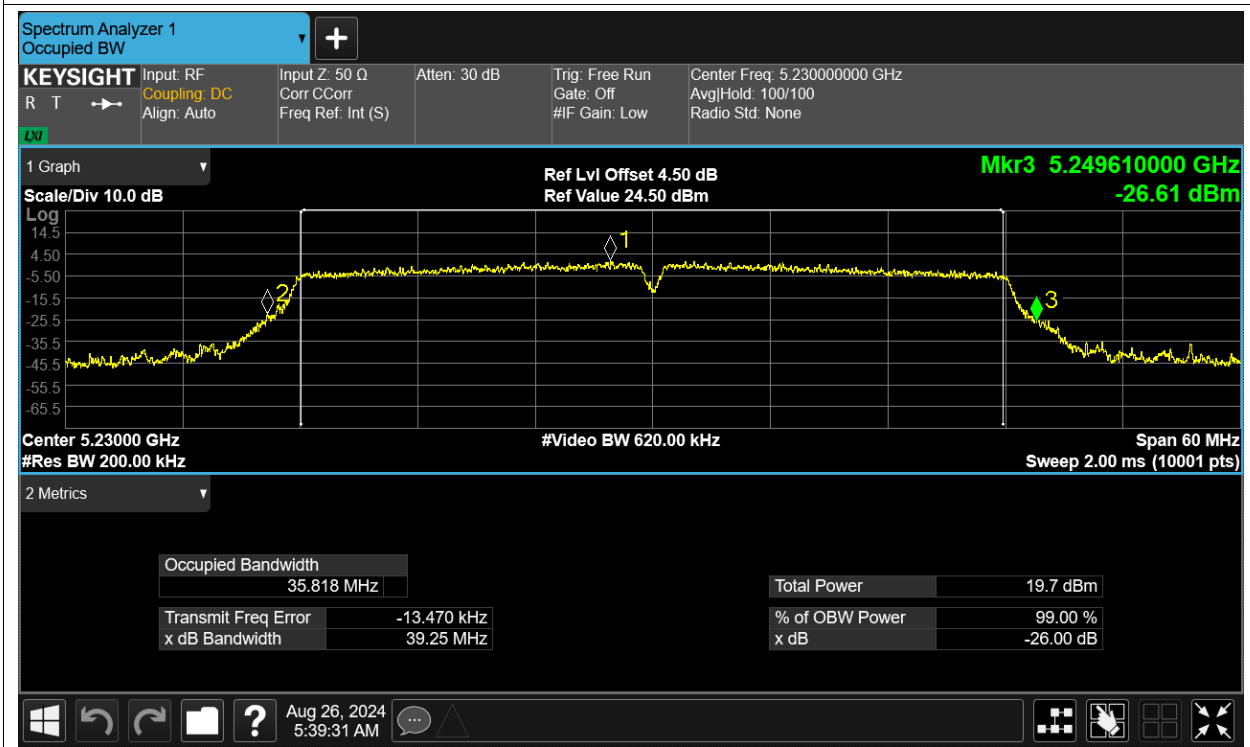 Spectrum Analyzer 1
Occupied BW
KEYSIGHT
R T
LXI
Input: RF
Coupling: DC
Align: Auto
Input Z: 50 Ω
Corr CCorr
Freq Ref: Int (S)
Atten: 30 dB
Trig: Free Run
Gate: Off
#IF Gain: Low
Center Freq: 5.230000000 GHz
Avg|Hold: 100/100
Radio Std: None
1 Graph
Scale/Div 10.0 dB
Ref Lvl Offset 4.50 dB
Ref Value 24.50 dBm
Mkr3 5.249610000 GHz
-26.61 dBm
Log
14.5
4.50
-5.50
-15.5
-25.5
-35.5
-45.5
-55.5
-65.5
1
2
3
Center 5.23000 GHz
#Video BW 620.00 kHz
Span 60 MHz
#Res BW 200.00 kHz
Sweep 2.00 ms (10001 pts)
2 Metrics
Occupied Bandwidth
35.818 MHz
Total Power 19.7 dBm
Transmit Freq Error -13.470 kHz
% of OBW Power 99.00 %
x dB Bandwidth 39.25 MHz
x dB -26.00 dB
?
Aug 26, 2024
5:39:31 AM